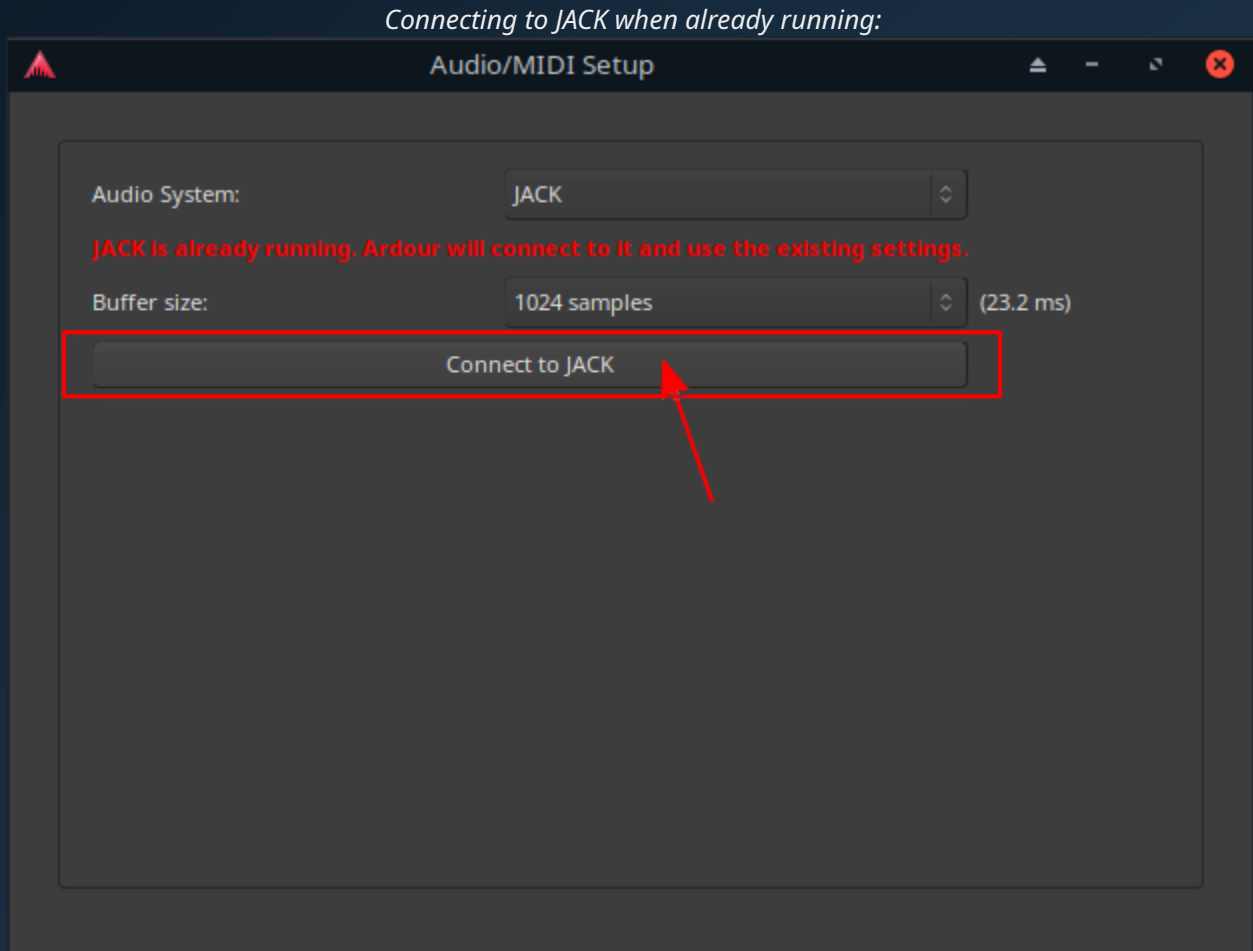 Connecting to JACK when already running:
Audio/MIDI Setup
Audio System: JACK
JACK is already running. Ardour will connect to it and use the existing settings.
Buffer size: 1024 samples (23.2 ms)
Connect to JACK